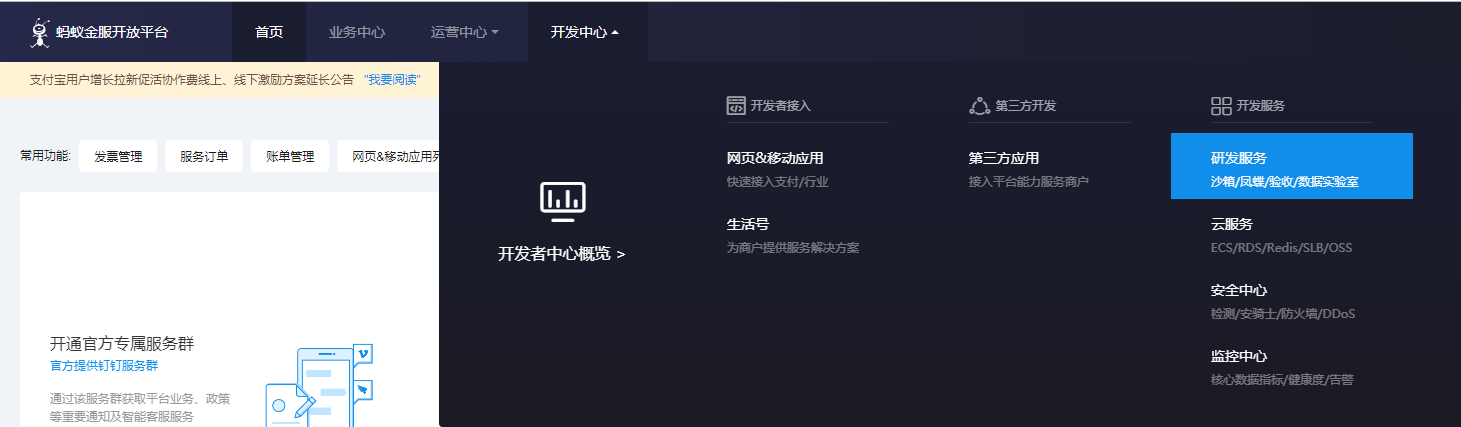 蚂蚁金服开放平台
首页
业务中心
运营中心
开发中心
支付宝用户增长拉新促活协作费线上、线下激励方案延长公告 "我要阅读"
常用功能:
发票管理
服务订单
账单管理
网页&移动应用列
开通官方专属服务群
官方提供钉钉服务群
通过该服务群获取平台业务、政策
等重要通知及智能客服服务
开发者中心概览 >
开发者接入
网页&移动应用
快速接入支付/行业
生活号
为商户提供服务解决方案
第三方开发
第三方应用
接入平台能力服务商户
开发服务
研发服务
沙箱/凤蝶/验收/数据实验室
云服务
ECS/RDS/Redis/SLB/OSS
安全中心
检测/安骑士/防火墙/DDoS
监控中心
核心数据指标/健康度/告警